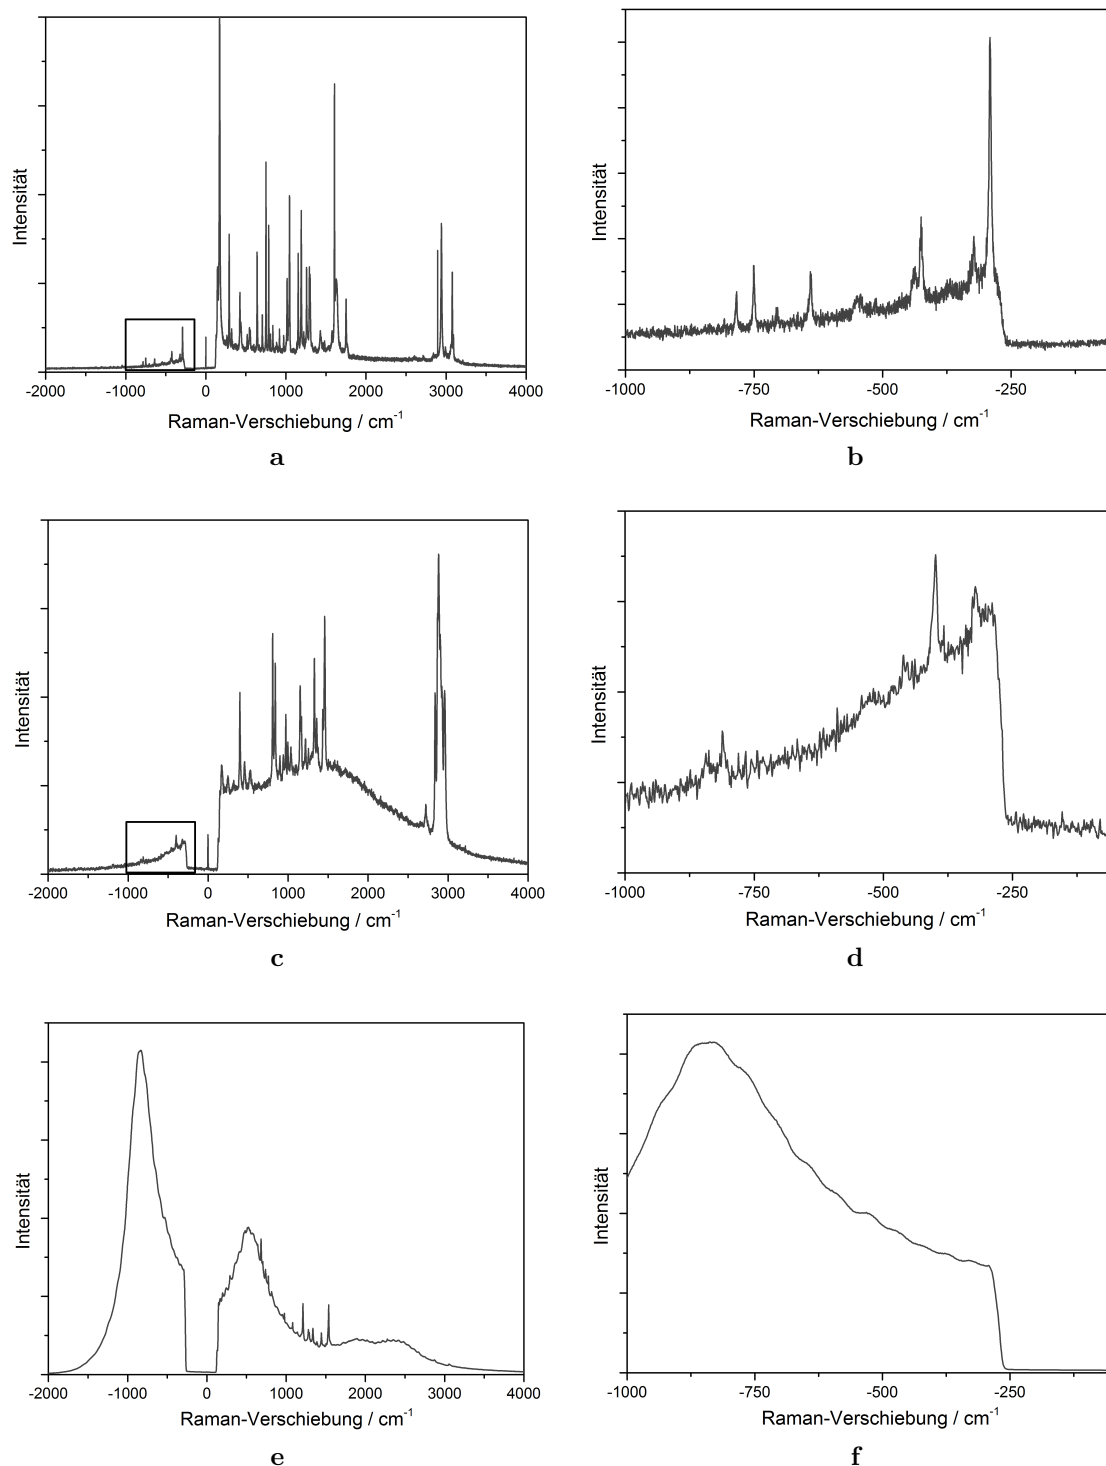 Intensität
-2000 -1000 0 1000 2000 3000 4000
Raman-Verschiebung / cm-1
a
Intensität
-1000 -750 -500 -250
Raman-Verschiebung / cm-1
b
Intensität
-2000 -1000 0 1000 2000 3000 4000
Raman-Verschiebung / cm-1
c
Intensität
-1000 -750 -500 -250
Raman-Verschiebung / cm-1
d
Intensität
-2000 -1000 0 1000 2000 3000 4000
Raman-Verschiebung / cm-1
e
Intensität
-1000 -750 -500 -250
Raman-Verschiebung / cm-1
f